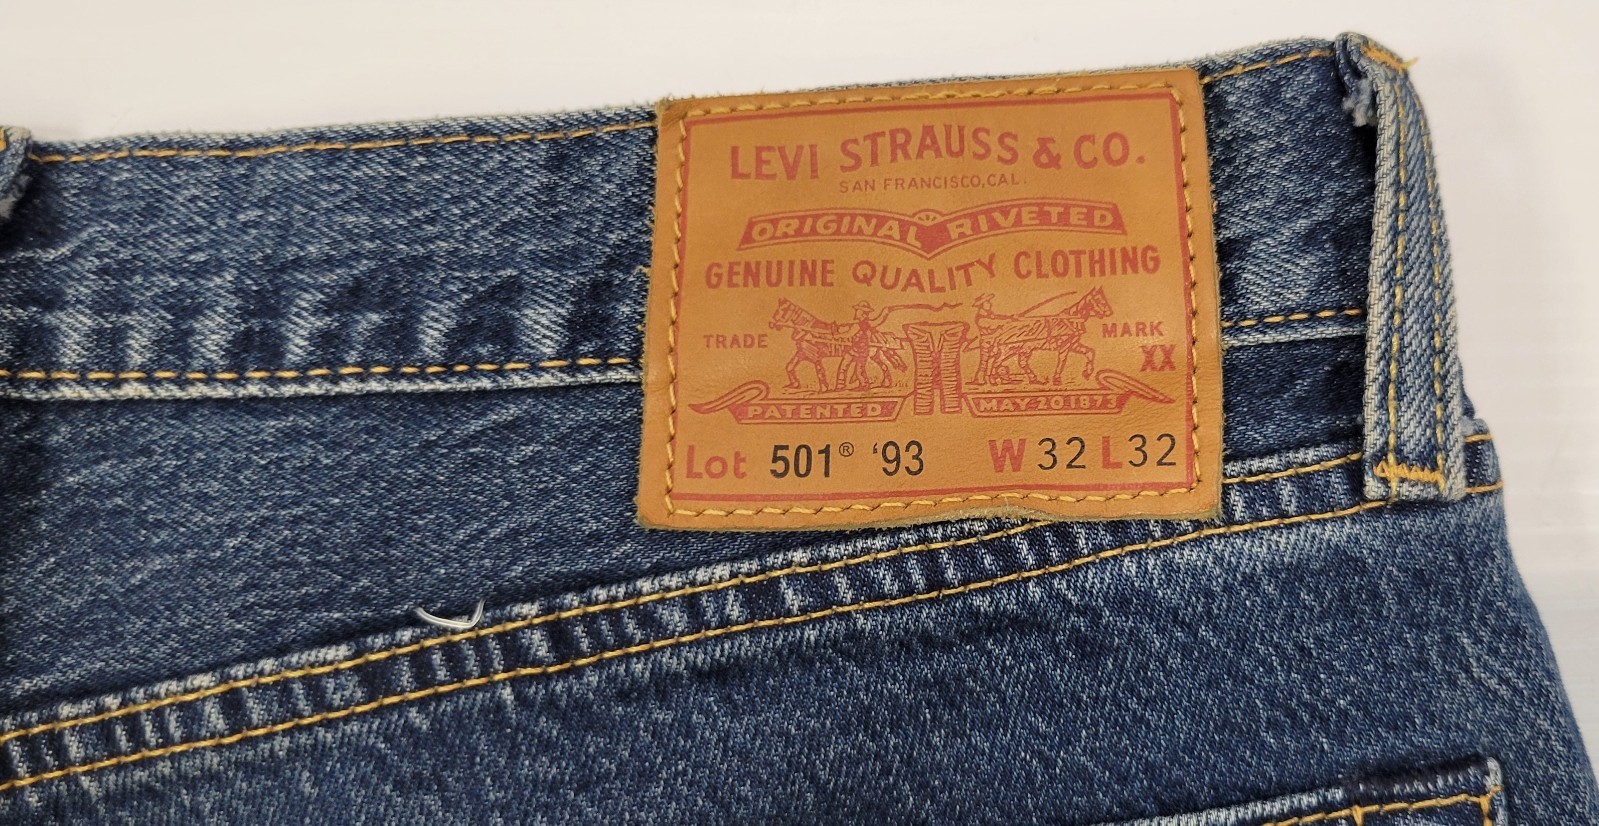 LEVI STRAUSS & CO.
SAN FRANCISCO, CAL.
ORIGINAL RIVETED
GENUINE QUALITY CLOTHING
TRADE MARK
XX
PATENTED MAY 20 1873
Lot 501® '93 W 32 L 32